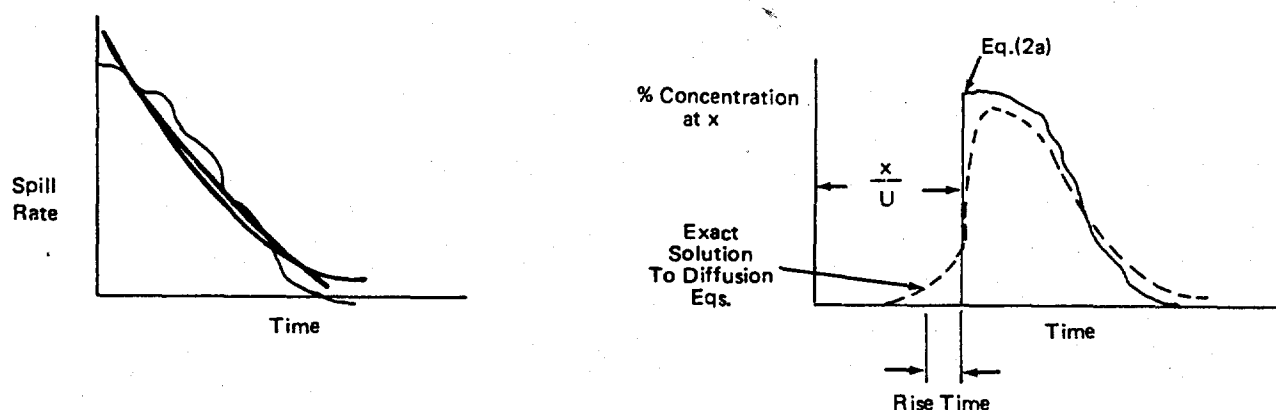 Spill
Rate
Time
Eq.(2a)
% Concentration
at x
x
U
Exact
Solution
To Diffusion
Eqs.
Time
Rise Time